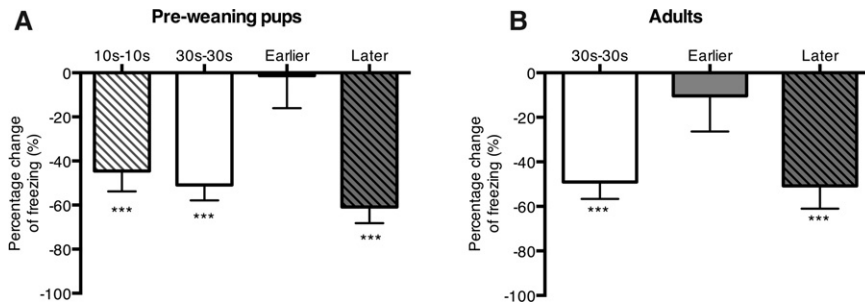 A
Pre-weaning pups
10s-10s 30s-30s Earlier Later
0
-20
-40
-60
-80
-100
Percentage change
of freezing (%)
*** *** ***
B
Adults
30s-30s Earlier Later
0
-20
-40
-60
-80
-100
Percentage change
of freezing (%)
*** ***